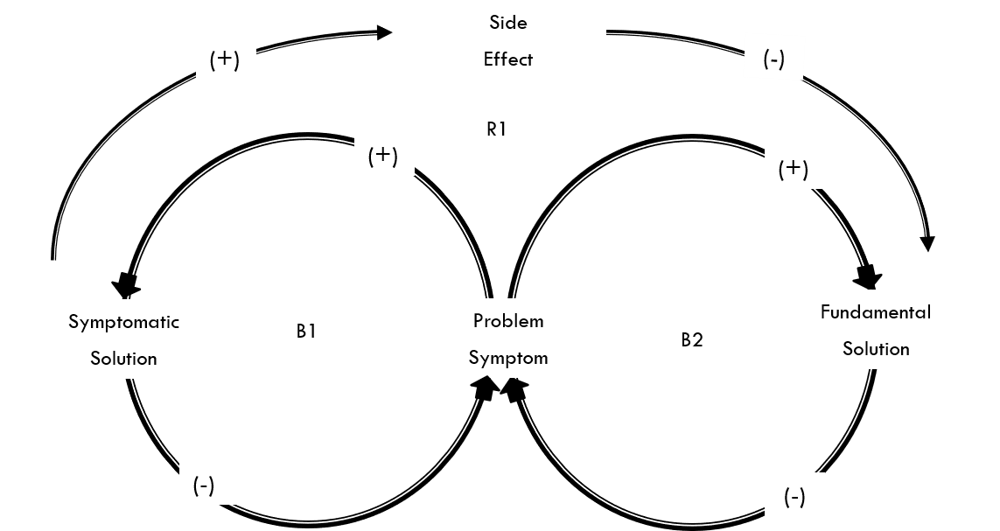 Side
Effect
(+)
(-)
R1
(+)
(+)
Symptomatic
Solution
B1
Problem
Symptom
B2
Fundamental
Solution
(-)
(-)